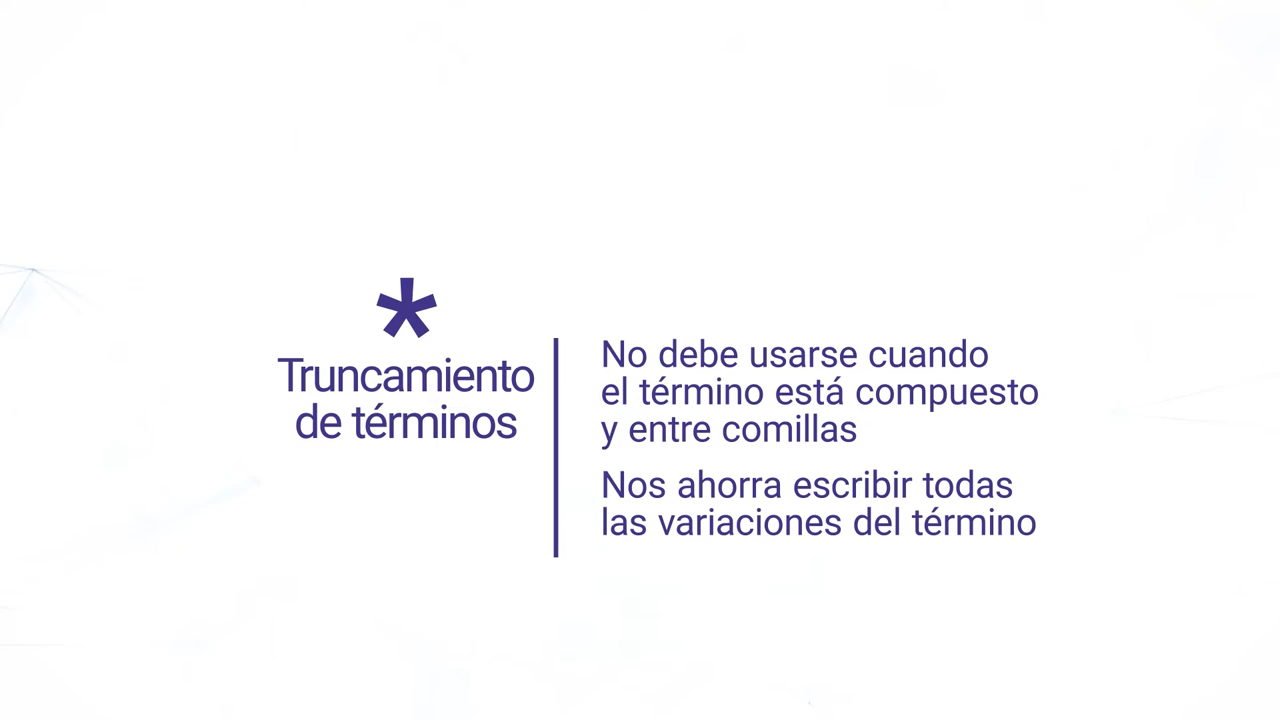 *
Truncamiento
de términos
No debe usarse cuando
el término está compuesto
y entre comillas
Nos ahorra escribir todas
las variaciones del término